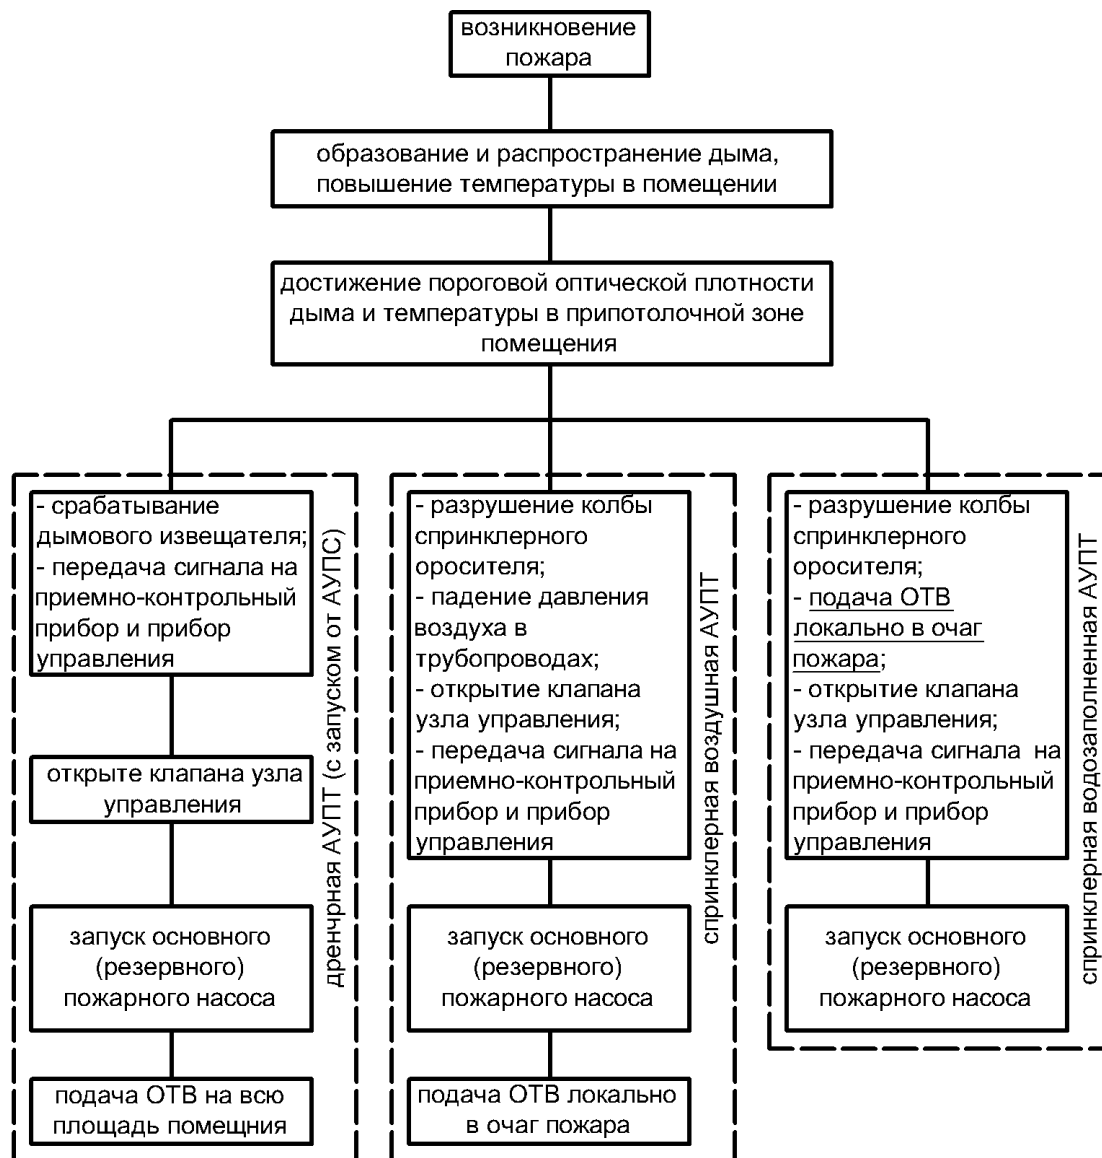 возникновение
пожара
образование и распространение дыма,
повышение температуры в помещении
достижение пороговой оптической плотности
дыма и температуры в припотолочной зоне
помещения
- срабатывание
дымового извещателя;
- передача сигнала на
приемно-контрольный
прибор и прибор
управления
открыте клапана узла
управления
запуск основного
(резервного)
пожарного насоса
подача ОТВ на всю
площадь помещния
дренчрная АУПТ (с запуском от АУПС)
- разрушение колбы
спринклерного
оросителя;
- падение давления
воздуха в
трубопроводах;
- открытие клапана
узла управления;
- передача сигнала на
приемно-контрольный
прибор и прибор
управления
запуск основного
(резервного)
пожарного насоса
подача ОТВ локально
в очаг пожара
спринклерная воздушная АУПТ
- разрушение колбы
спринклерного
оросителя;
- подача ОТВ
локально в очаг
пожара;
- открытие клапана
узла управления;
- передача сигнала на
приемно-контрольный
прибор и прибор
управления
запуск основного
(резервного)
пожарного насоса
спринклерная водозаполненная АУПТ